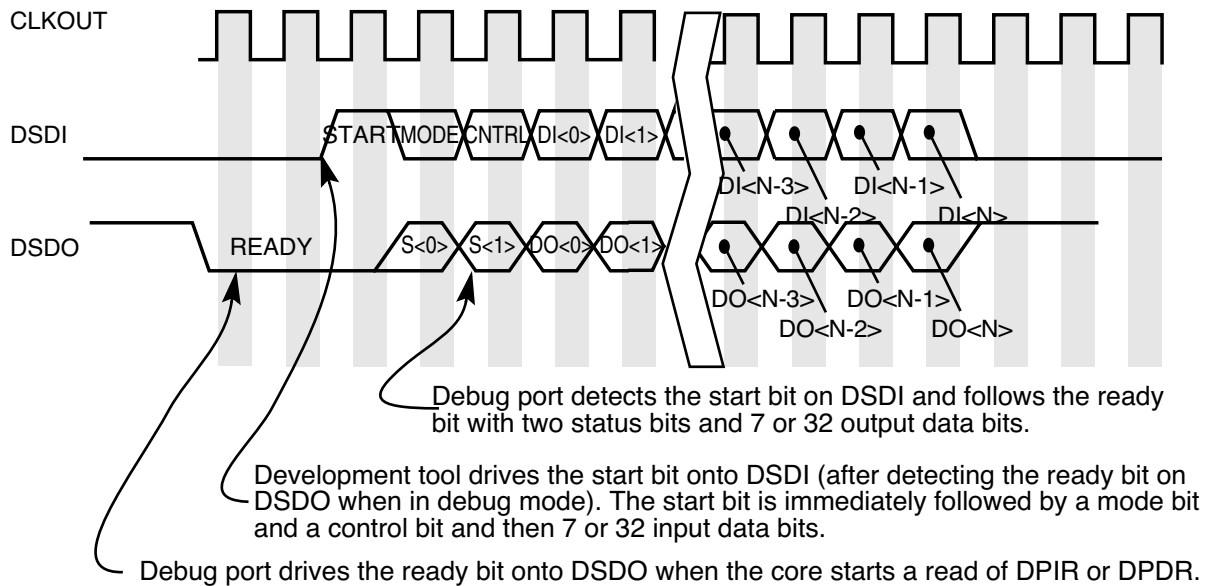 CLKOUT
DSDI
START MODE CNTRL DI<0> DI<1>
DI<N-3> DI<N-1>
DI<N-2> DI<N>
DSDO
READY S<0> S<1> DO<0> DO<1>
DO<N-3> DO<N-1>
DO<N-2> DO<N>
Debug port detects the start bit on DSDI and follows the ready
bit with two status bits and 7 or 32 output data bits.
Development tool drives the start bit onto DSDI (after detecting the ready bit on
DSDO when in debug mode). The start bit is immediately followed by a mode bit
and a control bit and then 7 or 32 input data bits.
Debug port drives the ready bit onto DSDO when the core starts a read of DPIR or DPDR.